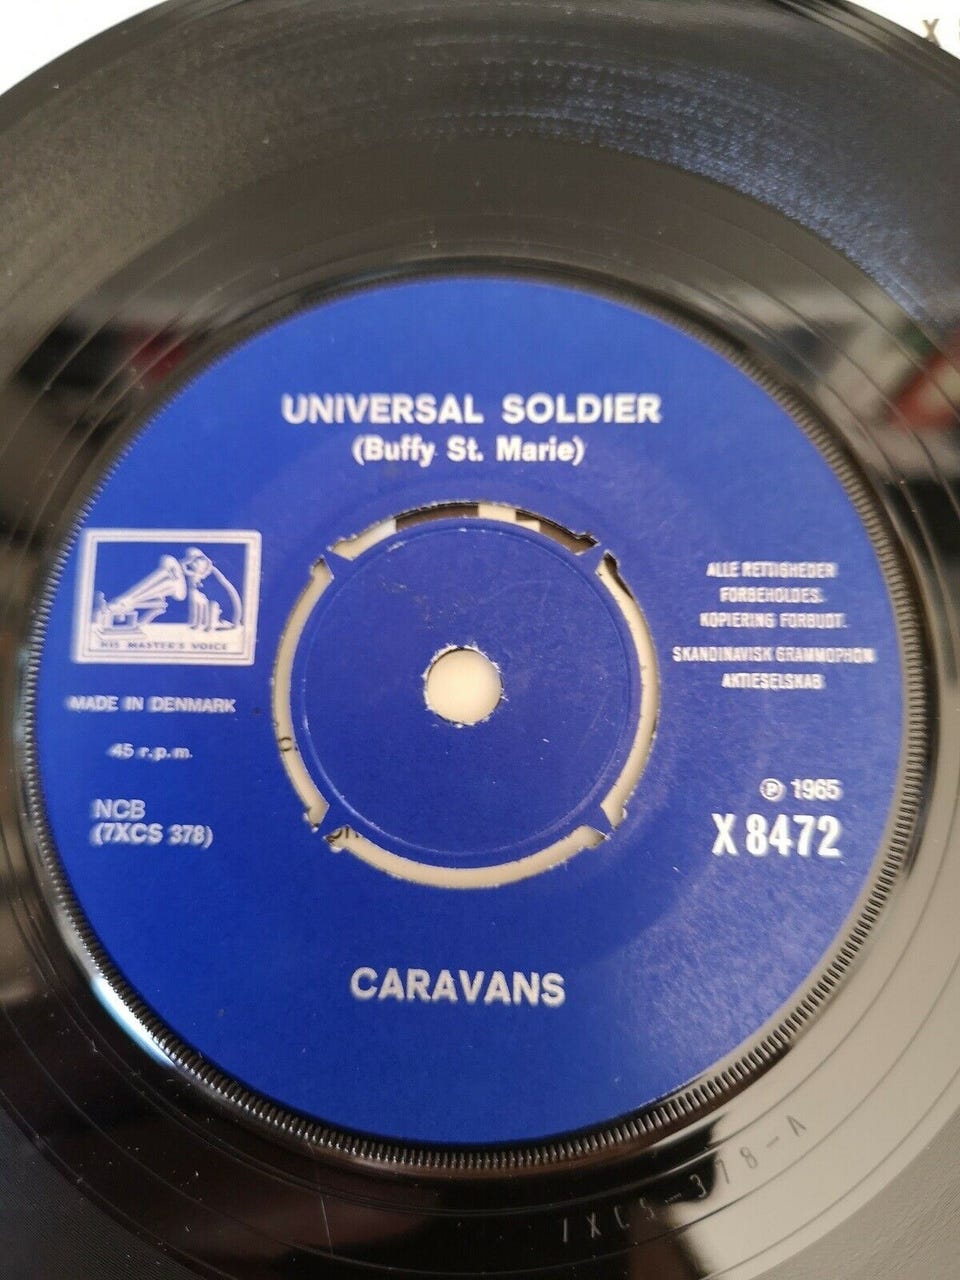 UNIVERSAL SOLDIER
(Buffy St. Marie)
HIS MASTER'S VOICE
MADE IN DENMARK
45 r.p.m.
NCB
(7XCS 378)
ALLE RETTIGHEDER
FORBEHOLDES.
KOPIERING FORBUDT.
SKANDINAVISK GRAMMOPHON
AKTIESELSKAB
℗ 1965
X 8472
CARAVANS
7XCS-378-A
X